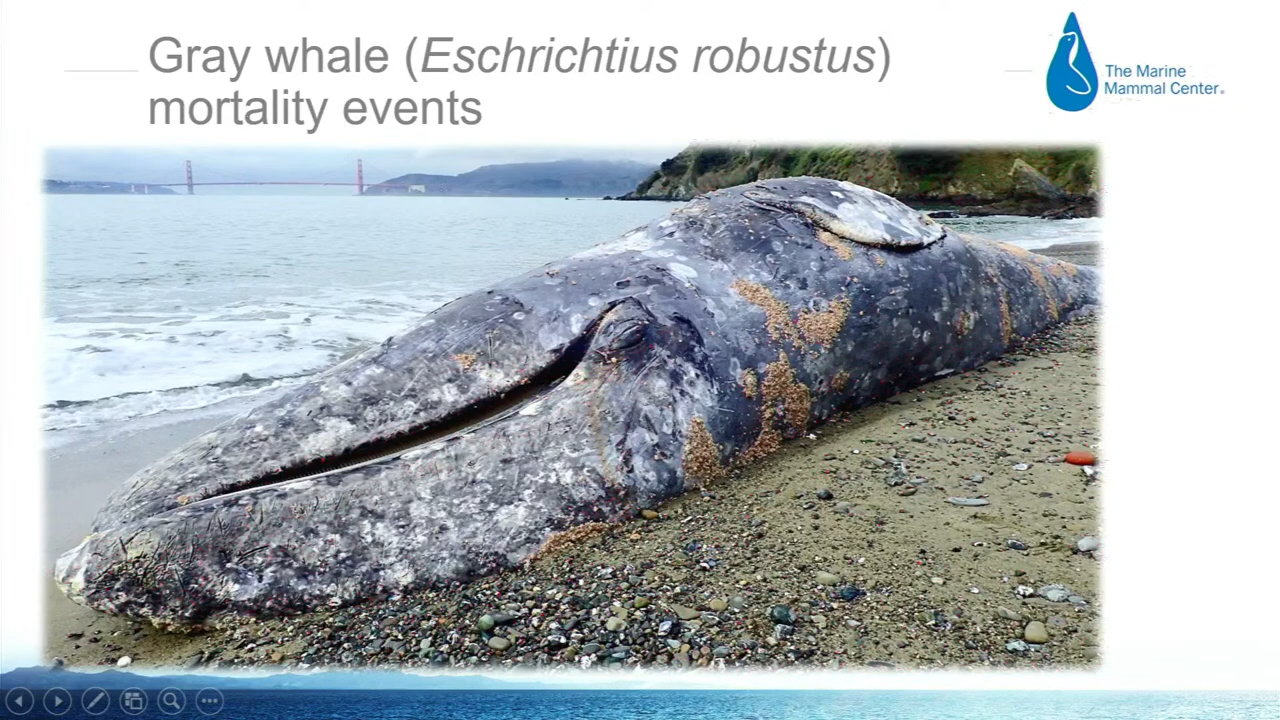 Gray whale (Eschrichtius robustus)
mortality events
The Marine
Mammal Center®